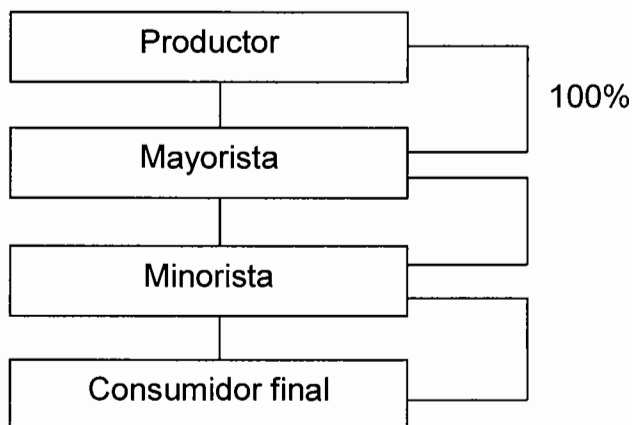 Productor
100%
Mayorista
Minorista
Consumidor final